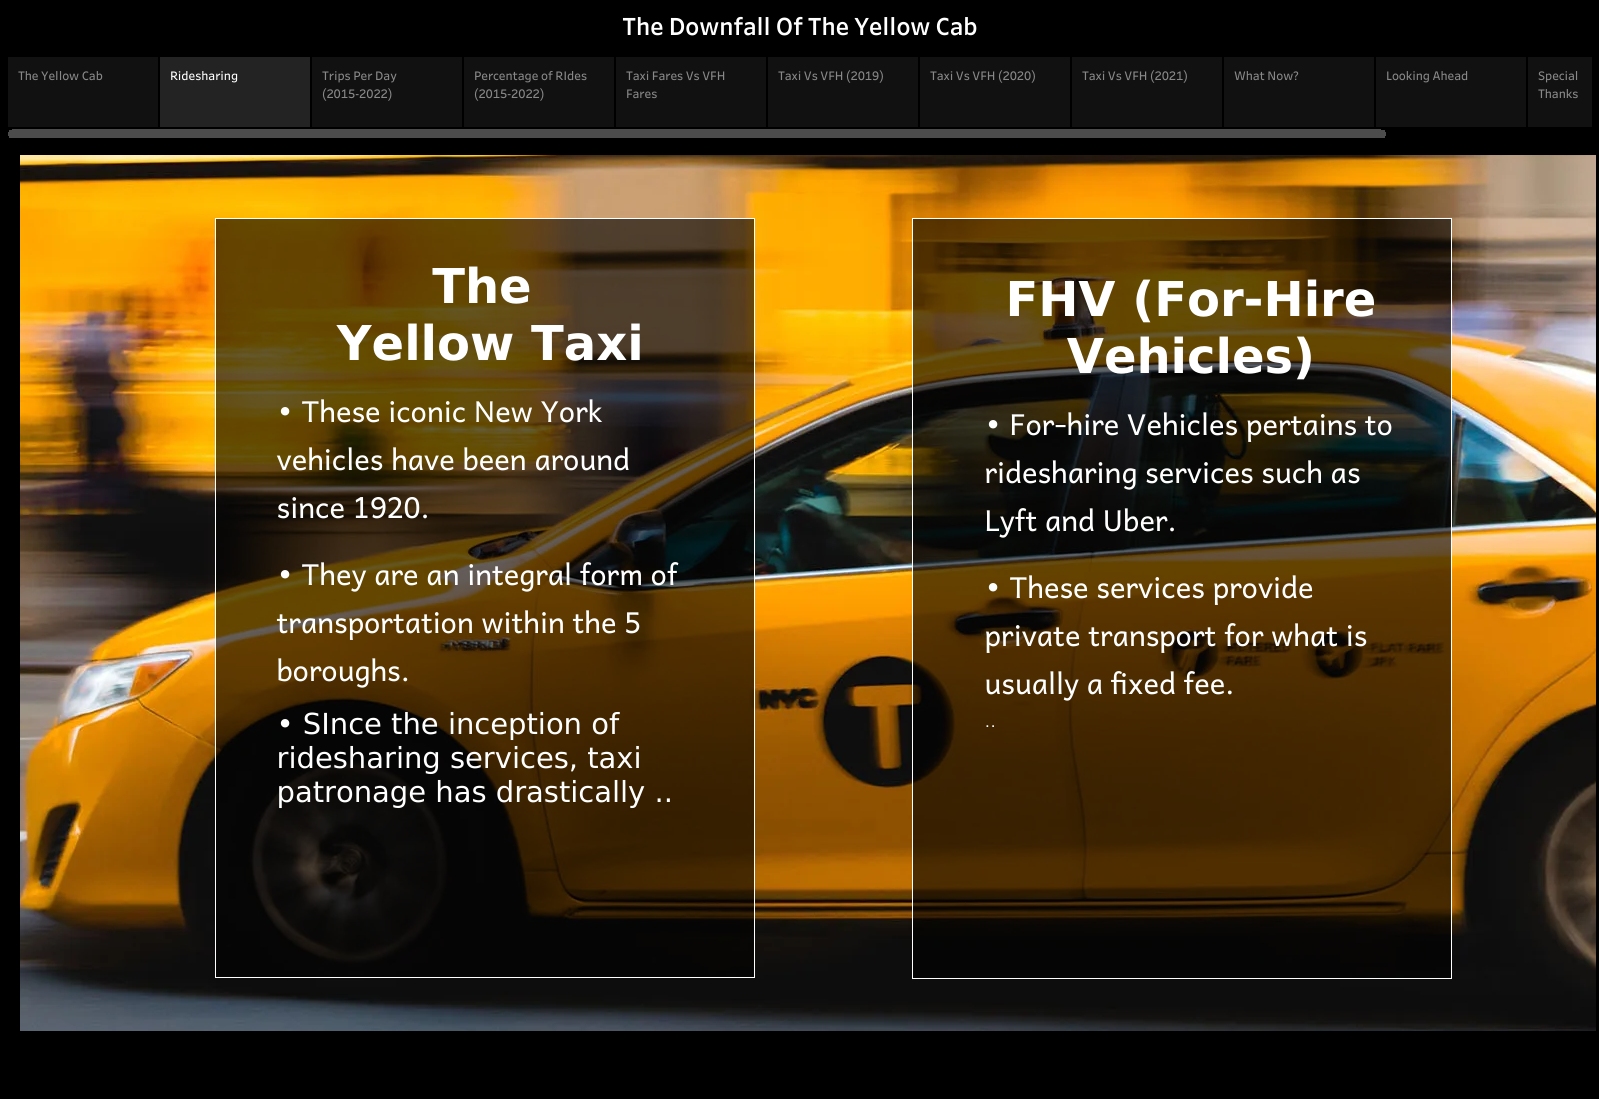 The Downfall Of The Yellow Cab
The Yellow Cab
Ridesharing
Trips Per Day
(2015-2022)
Percentage of RIdes
(2015-2022)
Taxi Fares Vs VFH
Fares
Taxi Vs VFH (2019)
Taxi Vs VFH (2020)
Taxi Vs VFH (2021)
What Now?
Looking Ahead
Special
Thanks
The
Yellow Taxi
• These iconic New York
vehicles have been around
since 1920.
• They are an integral form of
transportation within the 5
boroughs.
• SInce the inception of
ridesharing services, taxi
patronage has drastically ..
FHV (For-Hire
Vehicles)
• For-hire Vehicles pertains to
ridesharing services such as
Lyft and Uber.
• These services provide
private transport for what is
usually a fixed fee.
..
NYC T